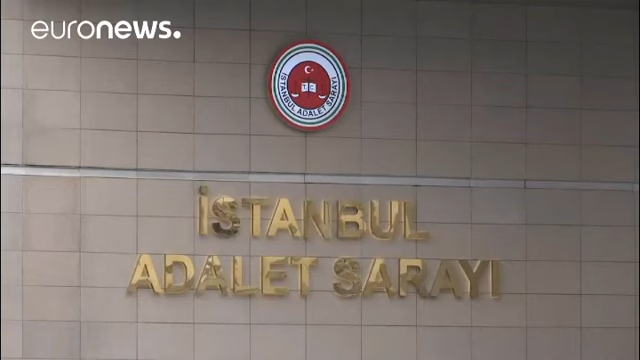 euronews.
İSTANBUL ADALET SARAYI
T.C.
İSTANBUL
ADALET SARAYI